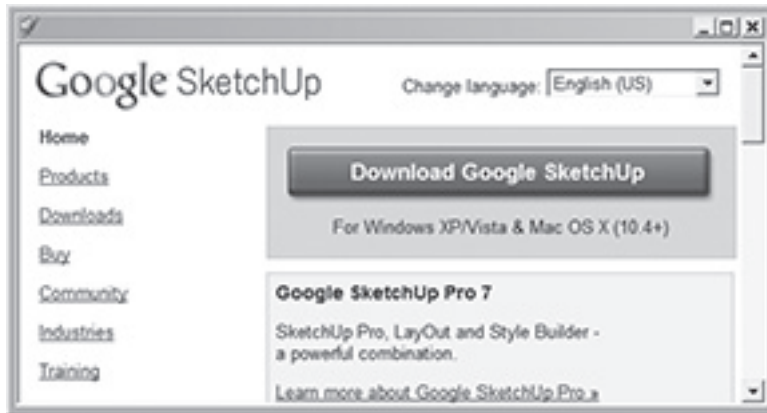 Google SketchUp
Change language: English (US)
Home
Products
Downloads
Buy
Community
Industries
Training
Download Google SketchUp
For Windows XP/Vista & Mac OS X (10.4+)
Google SketchUp Pro 7
SketchUp Pro, LayOut and Style Builder -
a powerful combination.
Learn more about Google SketchUp Pro »